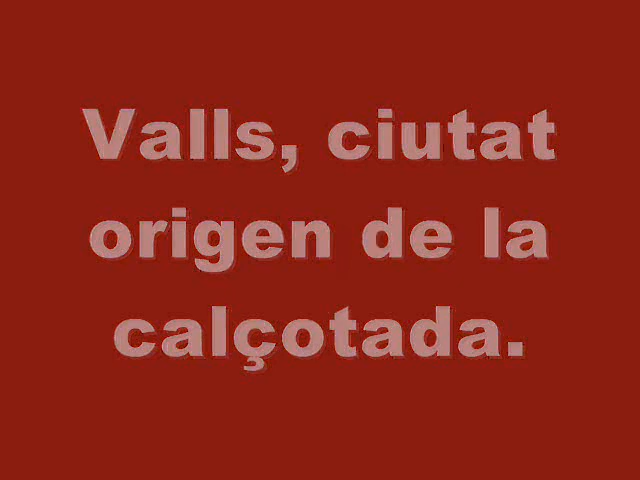 Valls, ciutat
origen de la
calçotada.